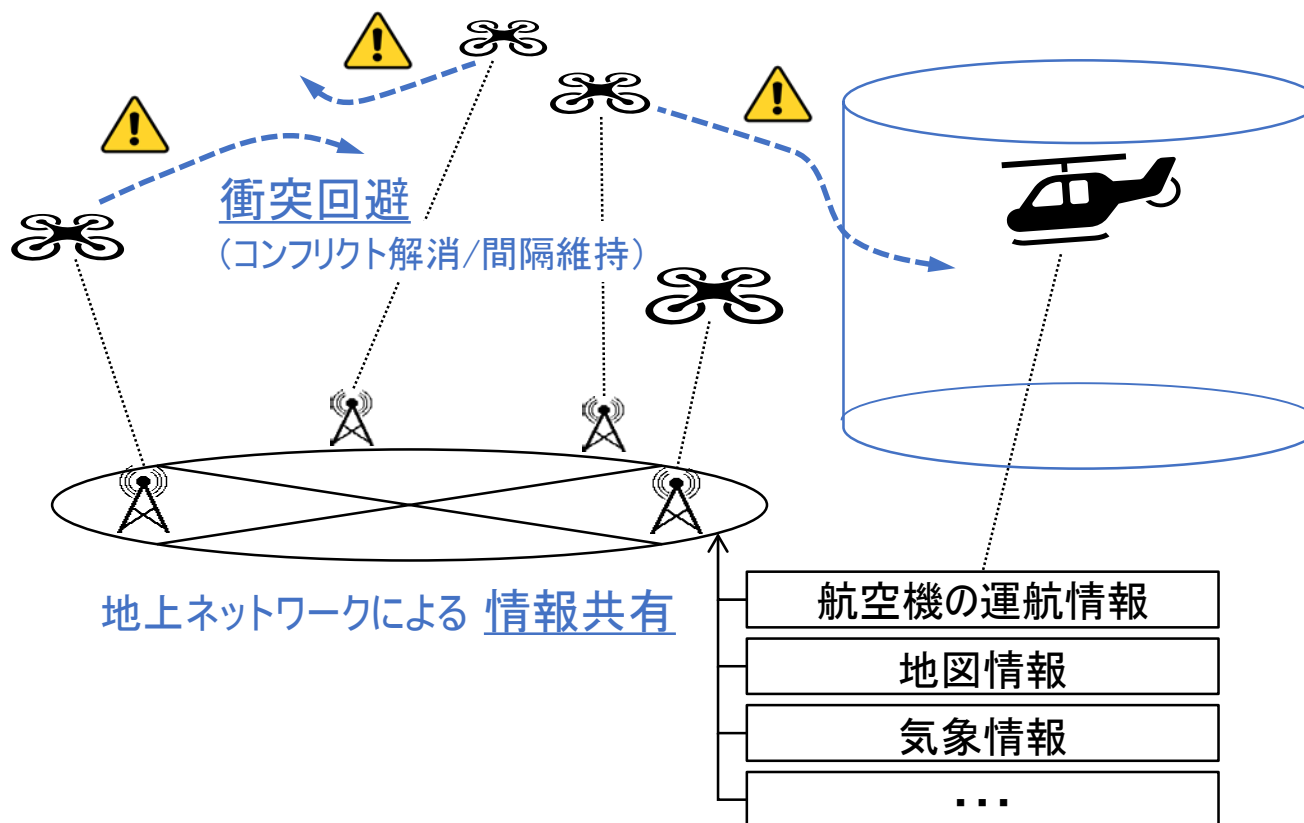 衝突回避
(コンフリクト解消/間隔維持)
地上ネットワークによる 情報共有
航空機の運航情報
地図情報
気象情報
・・・